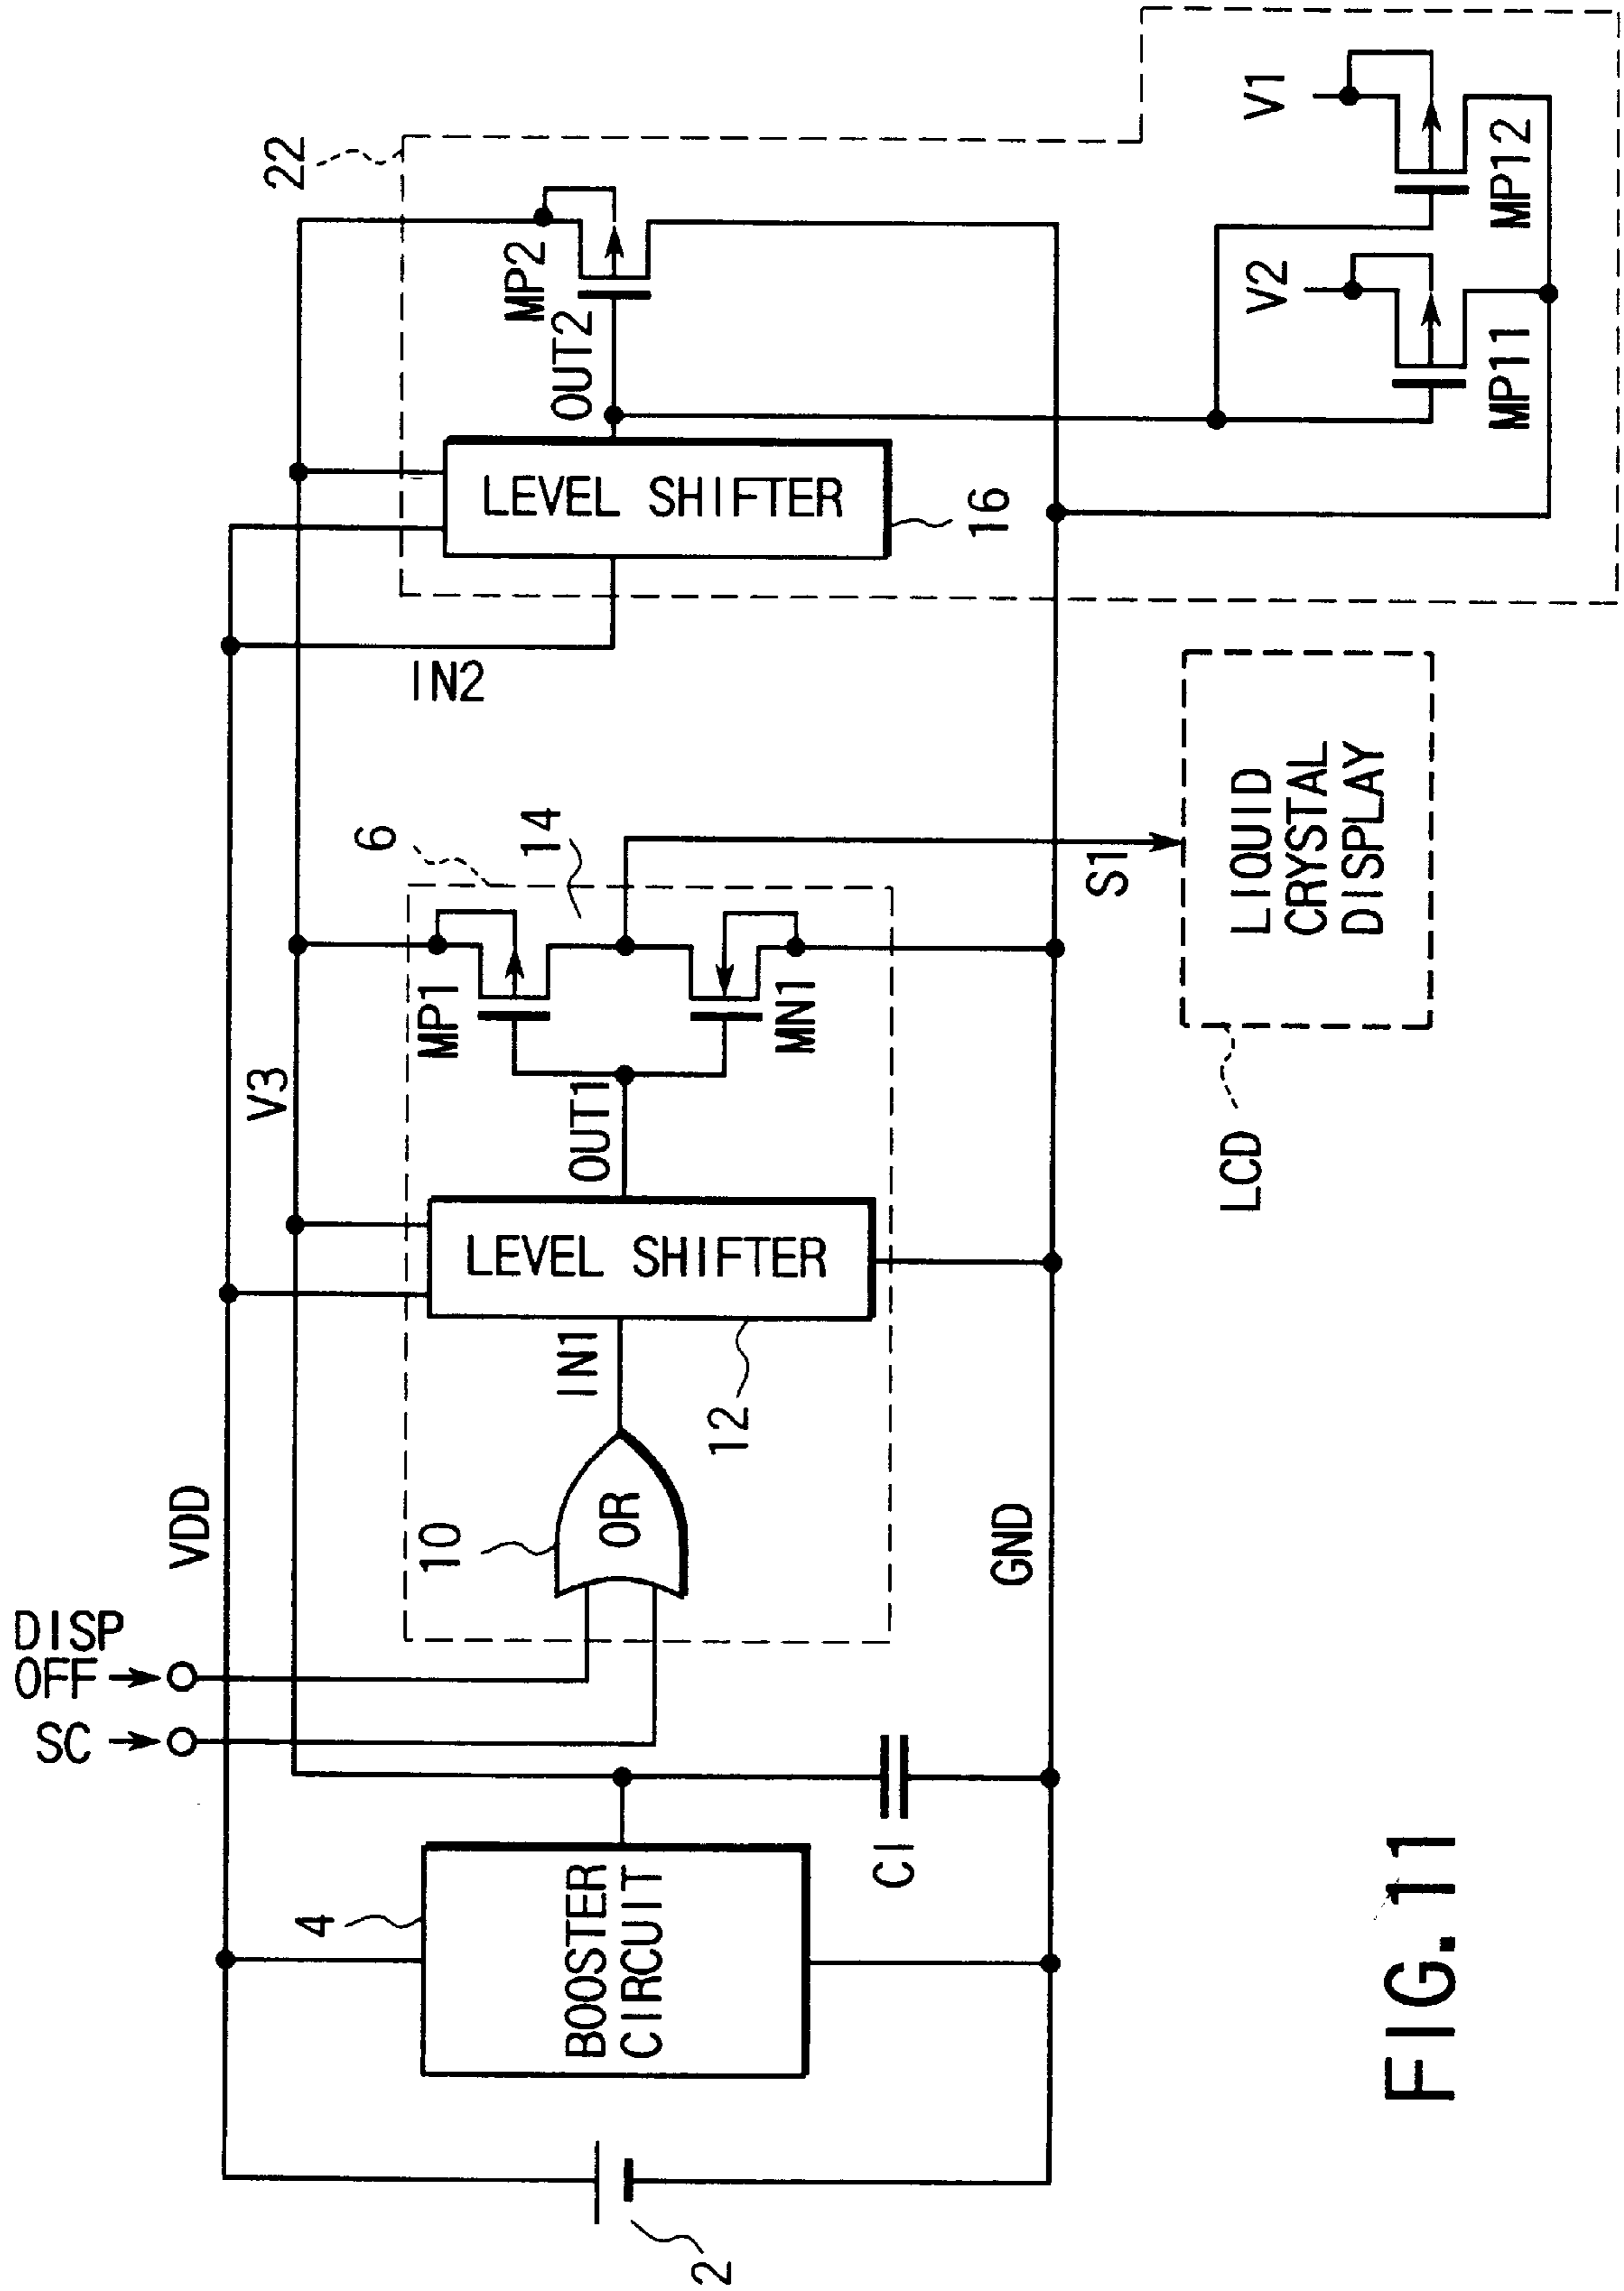 DISP
OFF
SC
VDD
V3
IN2
22
MP2
OUT2
LEVEL SHIFTER
16
V2
V1
MP11
MP12
6
14
MP1
MN1
OUT1
LEVEL SHIFTER
12
IN1
10
OR
GND
S1
LIQUID
CRYSTAL
DISPLAY
LCD
4
BOOSTER
CIRCUIT
C1
2
FIG. 11